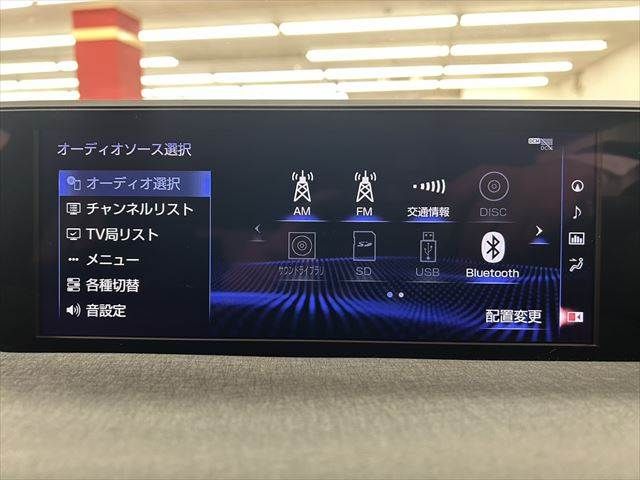 オーディオソース選択
オーディオ選択
チャンネルリスト
TV局リスト
メニュー
各種切替
音設定
AM
FM
交通情報
DISC
サウンドライブラリ
SD
USB
Bluetooth
配置変更